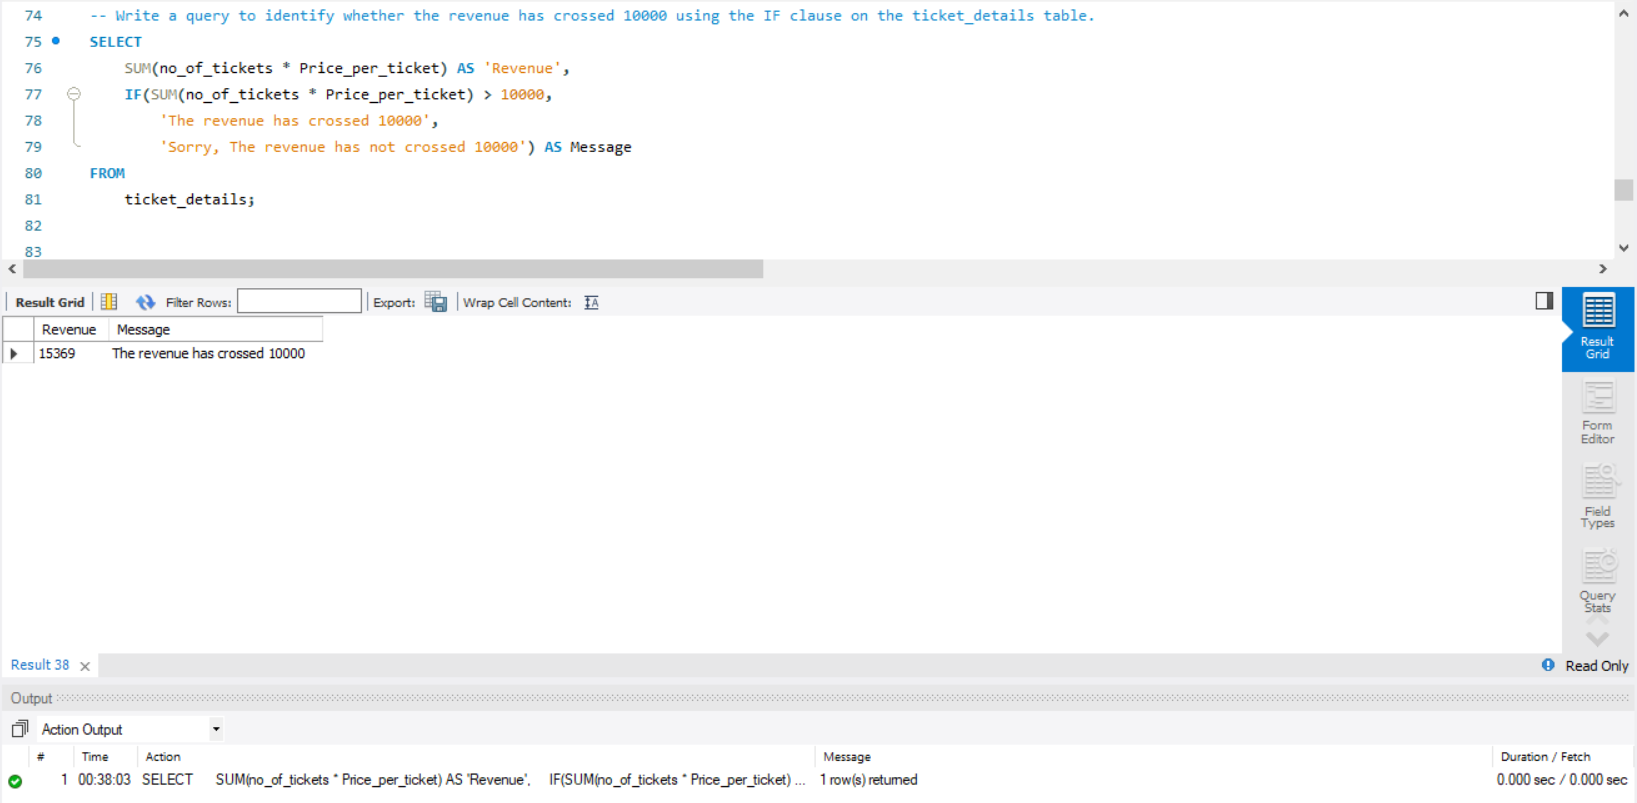 74 -- Write a query to identify whether the revenue has crossed 10000 using the IF clause on the ticket_details table.
75 SELECT
76 SUM(no_of_tickets * Price_per_ticket) AS 'Revenue',
77 IF(SUM(no_of_tickets * Price_per_ticket) > 10000,
78 'The revenue has crossed 10000',
79 'Sorry, The revenue has not crossed 10000') AS Message
80 FROM
81 ticket_details;
82
83
Result Grid Filter Rows: Export: Wrap Cell Content:
Revenue Message
15369 The revenue has crossed 10000
Result
Grid
Form
Editor
Field
Types
Query
Stats
Result 38 Read Only
Output
Action Output
# Time Action Message Duration / Fetch
1 00:38:03 SELECT SUM(no_of_tickets * Price_per_ticket) AS 'Revenue', IF(SUM(no_of_tickets * Price_per_ticket) ... 1 row(s) returned 0.000 sec / 0.000 sec